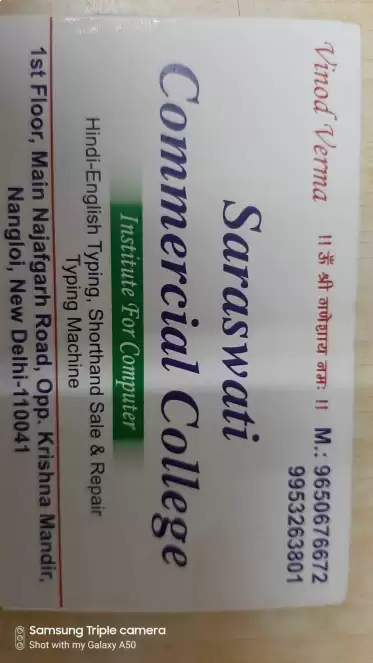 Vinod Verma ।। ॐ श्री गणेशाय नमः ।। M.: 9650676672
9953263801
Saraswati
Commercial College
Institute For Computer
Hindi-English Typing, Shorthand Sale & Repair
Typing Machine
1st Floor, Main Najafgarh Road, Opp. Krishna Mandir,
Nangloi, New Delhi-110041
Samsung Triple camera
Shot with my Galaxy A50